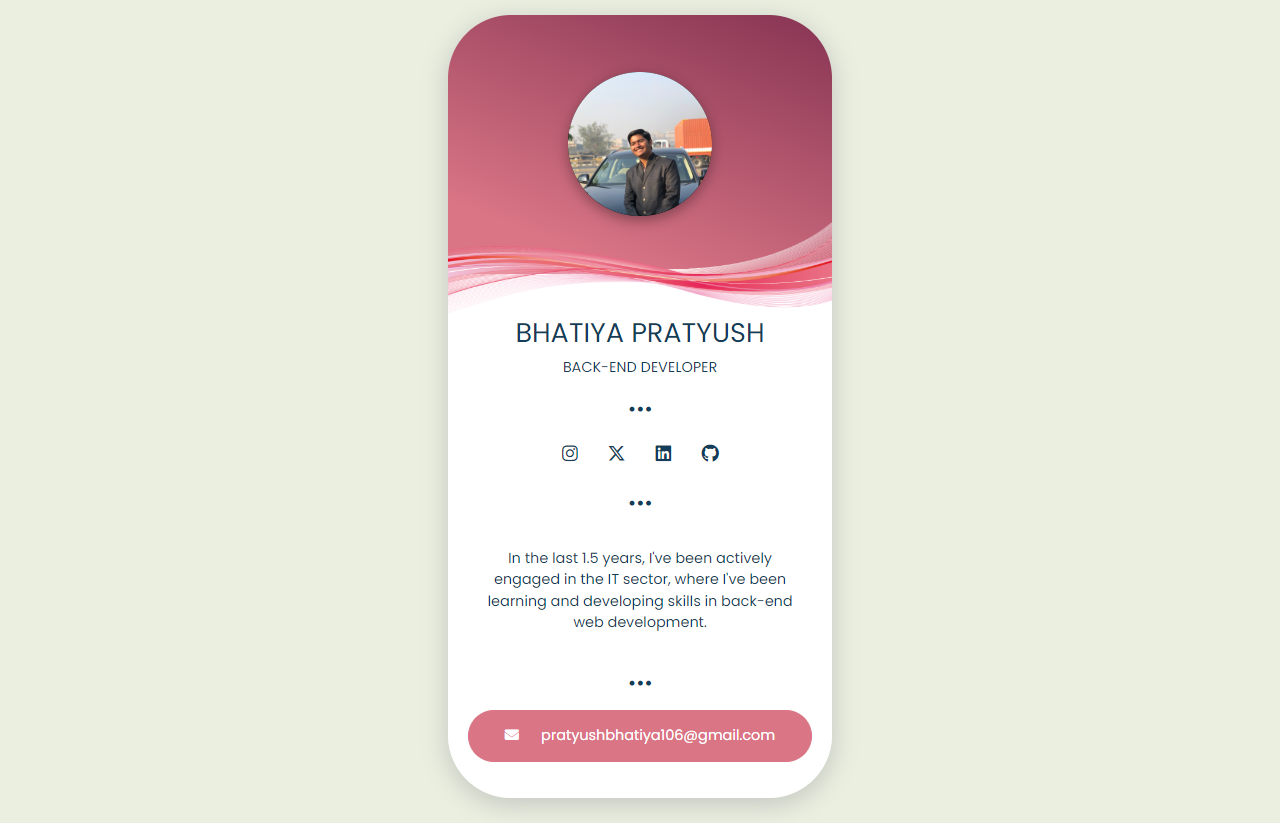 BHATIYA PRATYUSH
BACK-END DEVELOPER
In the last 1.5 years, I've been actively
engaged in the IT sector, where I've been
learning and developing skills in back-end
web development.
pratyushbhatiya106@gmail.com